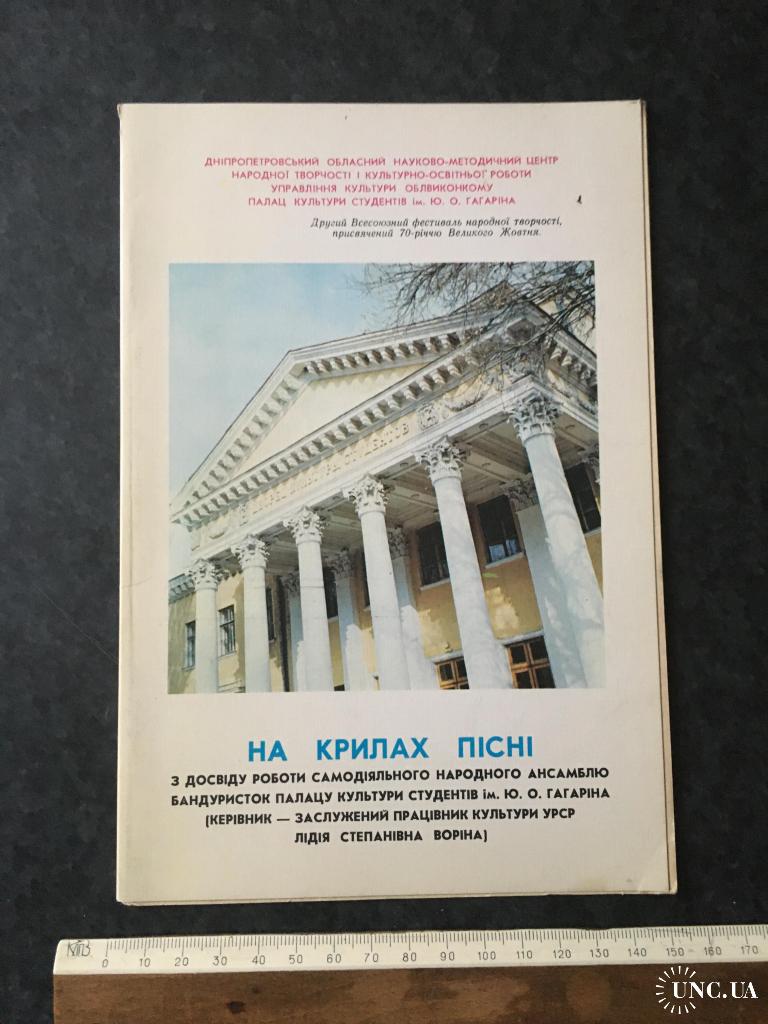 ДНІПРОПЕТРОВСЬКИЙ ОБЛАСНИЙ НАУКОВО-МЕТОДИЧНИЙ ЦЕНТР
НАРОДНОЇ ТВОРЧОСТІ І КУЛЬТУРНО-ОСВІТНЬОЇ РОБОТИ
УПРАВЛІННЯ КУЛЬТУРИ ОБЛВИКОНКОМУ
ПАЛАЦ КУЛЬТУРИ СТУДЕНТІВ ім. Ю. О. ГАГАРІНА
Другий Всесоюзний фестиваль народної творчості,
присвячений 70-річчю Великого Жовтня.
ДВОРЕЦ КУЛЬТУРЫ СТУДЕНТОВ
НА КРИЛАХ ПІСНІ
З ДОСВІДУ РОБОТИ САМОДІЯЛЬНОГО НАРОДНОГО АНСАМБЛЮ
БАНДУРИСТОК ПАЛАЦУ КУЛЬТУРИ СТУДЕНТІВ ім. Ю. О. ГАГАРІНА
(КЕРІВНИК — ЗАСЛУЖЕНИЙ ПРАЦІВНИК КУЛЬТУРИ УРСР
ЛІДІЯ СТЕПАНІВНА ВОРІНА)
0 10 20 30 40 50 60 70 80 90 100 110 120 130 140 150 160 170
UNC.UA